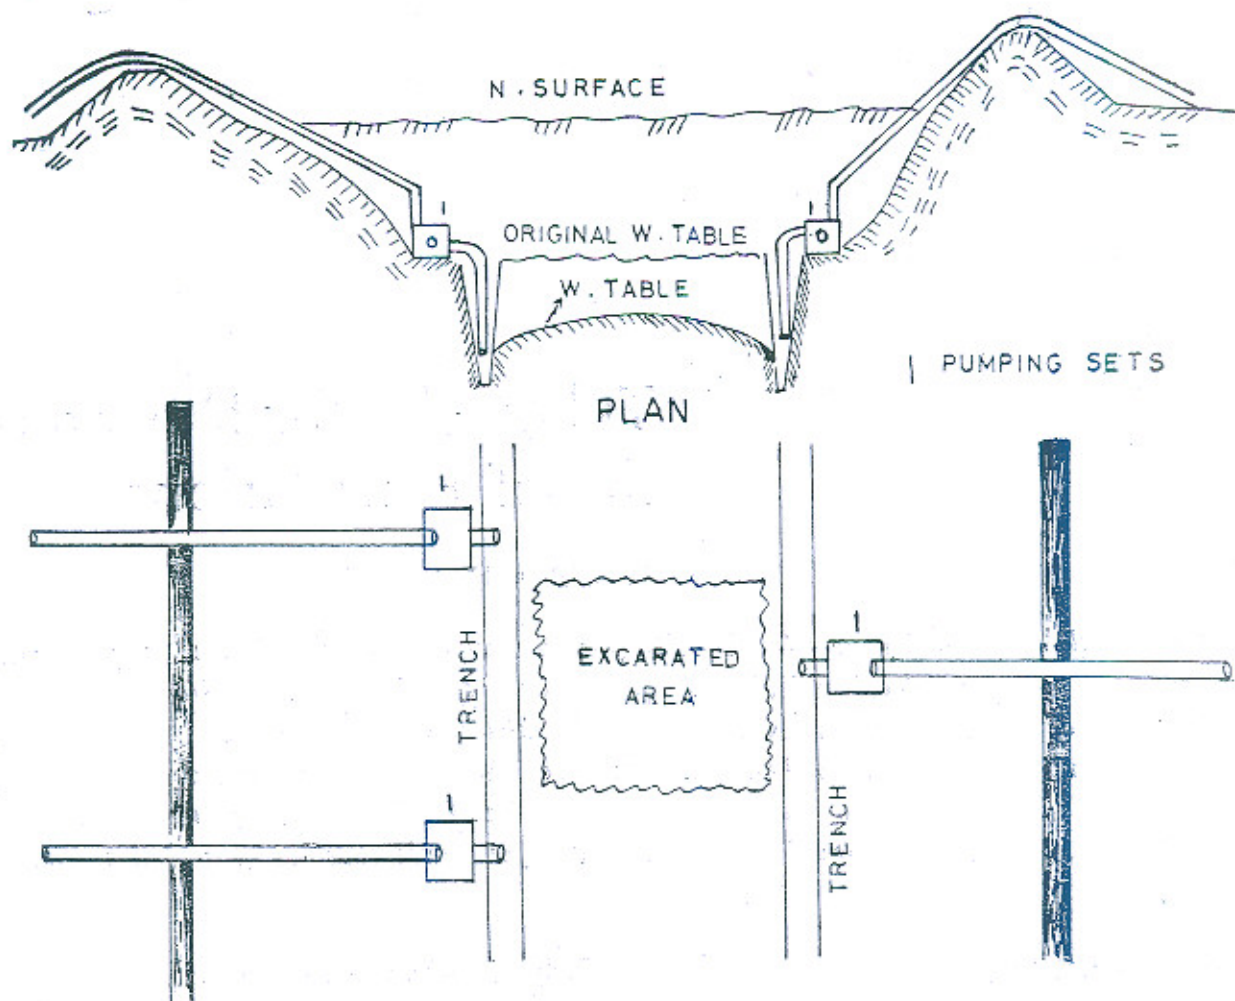 N. SURFACE
1
1
ORIGINAL W. TABLE
W. TABLE
1 PUMPING SETS
PLAN
1
TRENCH
EXCARATED
AREA
1
1
TRENCH